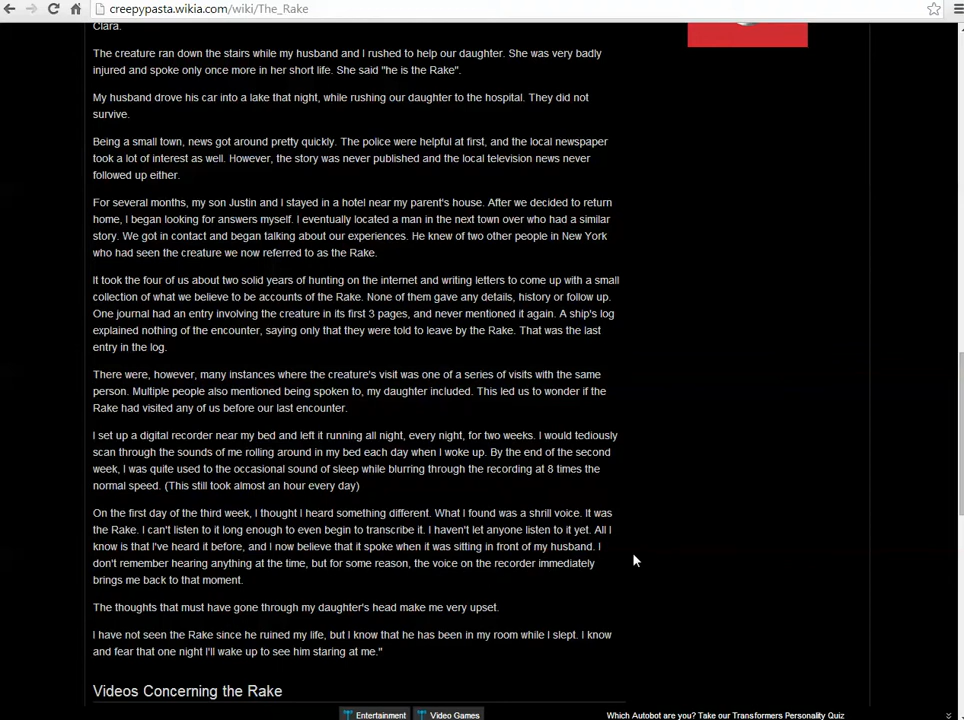 creepypasta.wikia.com/wiki/The_Rake
Clara.
The creature ran down the stairs while my husband and I rushed to help our daughter. She was very badly
injured and spoke only once more in her short life. She said "he is the Rake".
My husband drove his car into a lake that night, while rushing our daughter to the hospital. They did not
survive.
Being a small town, news got around pretty quickly. The police were helpful at first, and the local newspaper
took a lot of interest as well. However, the story was never published and the local television news never
followed up either.
For several months, my son Justin and I stayed in a hotel near my parent's house. After we decided to return
home, I began looking for answers myself. I eventually located a man in the next town over who had a similar
story. We got in contact and began talking about our experiences. He knew of two other people in New York
who had seen the creature we now referred to as the Rake.
It took the four of us about two solid years of hunting on the internet and writing letters to come up with a small
collection of what we believe to be accounts of the Rake. None of them gave any details, history or follow up.
One journal had an entry involving the creature in its first 3 pages, and never mentioned it again. A ship's log
explained nothing of the encounter, saying only that they were told to leave by the Rake. That was the last
entry in the log.
There were, however, many instances where the creature's visit was one of a series of visits with the same
person. Multiple people also mentioned being spoken to, my daughter included. This led us to wonder if the
Rake had visited any of us before our last encounter.
I set up a digital recorder near my bed and left it running all night, every night, for two weeks. I would tediously
scan through the sounds of me rolling around in my bed each day when I woke up. By the end of the second
week, I was quite used to the occasional sound of sleep while blurring through the recording at 8 times the
normal speed. (This still took almost an hour every day)
On the first day of the third week, I thought I heard something different. What I found was a shrill voice. It was
the Rake. I can't listen to it long enough to even begin to transcribe it. I haven't let anyone listen to it yet. All I
know is that I've heard it before, and I now believe that it spoke when it was sitting in front of my husband. I
don't remember hearing anything at the time, but for some reason, the voice on the recorder immediately
brings me back to that moment.
The thoughts that must have gone through my daughter's head make me very upset.
I have not seen the Rake since he ruined my life, but I know that he has been in my room while I slept. I know
and fear that one night I'll wake up to see him staring at me."
Videos Concerning the Rake
Entertainment
Video Games
Which Autobot are you? Take our Transformers Personality Quiz